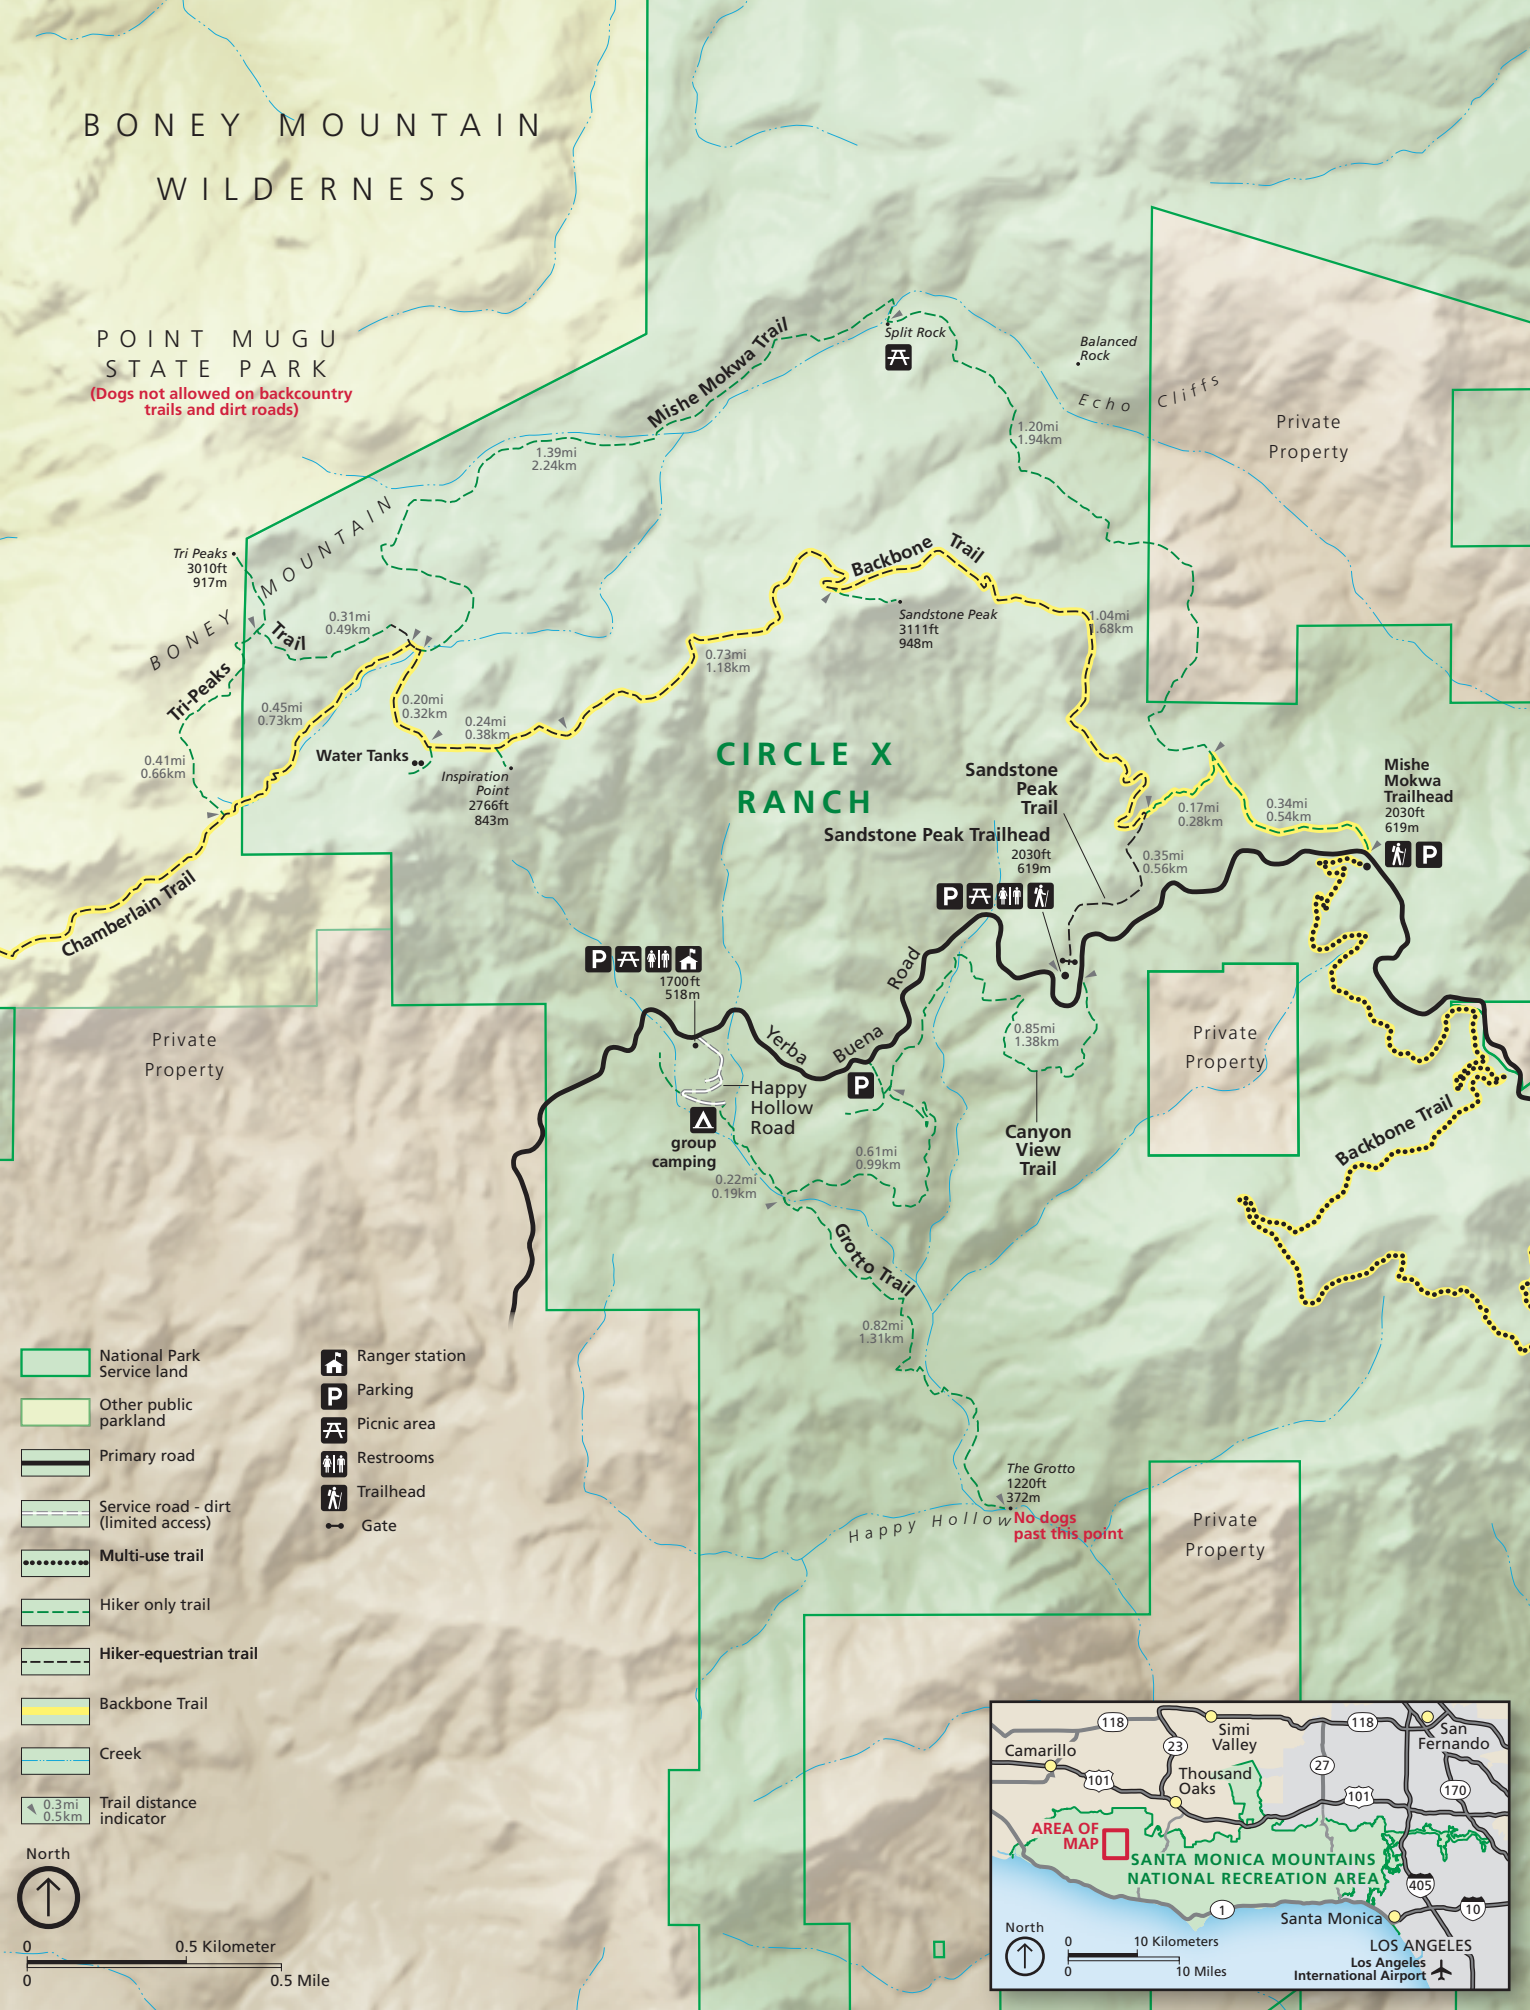 BONEY MOUNTAIN
WILDERNESS
POINT MUGU
STATE PARK
(Dogs not allowed on backcountry
trails and dirt roads)
Mishe Mokwa Trail
Split Rock
Balanced
Rock
Echo Cliffs
Private
Property
1.20mi
1.94km
1.39mi
2.24km
BONEY MOUNTAIN
Tri Peaks
3010ft
917m
0.31mi
0.49km
Tri-Peaks Trail
Backbone Trail
Sandstone Peak
3111ft
948m
1.04mi
1.68km
0.73mi
1.18km
0.45mi
0.73km
0.20mi
0.32km
0.24mi
0.38km
Water Tanks
0.41mi
0.66km
Inspiration
Point
2766ft
843m
CIRCLE X
RANCH
Sandstone
Peak
Trail
Mishe
Mokwa
Trailhead
2030ft
619m
P
0.17mi
0.28km
0.34mi
0.54km
Sandstone Peak Trailhead
2030ft
619m
P
0.35mi
0.56km
Chamberlain Trail
P
1700ft
518m
Yerba Buena Road
P
Private
Property
0.85mi
1.38km
Private
Property
Happy
Hollow
Road
group
camping
Canyon
View
Trail
Backbone Trail
0.61mi
0.99km
0.22mi
0.19km
Grotto Trail
0.82mi
1.31km
The Grotto
1220ft
372m
No dogs
past this point
Happy Hollow
Private
Property
National Park
Service land
Other public
parkland
Primary road
Service road - dirt
(limited access)
Multi-use trail
Hiker only trail
Hiker-equestrian trail
Backbone Trail
Creek
0.3mi
0.5km
Trail distance
indicator
Ranger station
P
Parking
Picnic area
Restrooms
Trailhead
Gate
North
0
0.5 Kilometer
0
0.5 Mile
118
Simi
Valley
118
San
Fernando
Camarillo
23
27
101
Thousand
Oaks
101
170
AREA OF
MAP
SANTA MONICA MOUNTAINS
NATIONAL RECREATION AREA
405
10
1
Santa Monica
LOS ANGELES
Los Angeles
International Airport
North
0
10 Kilometers
0
10 Miles